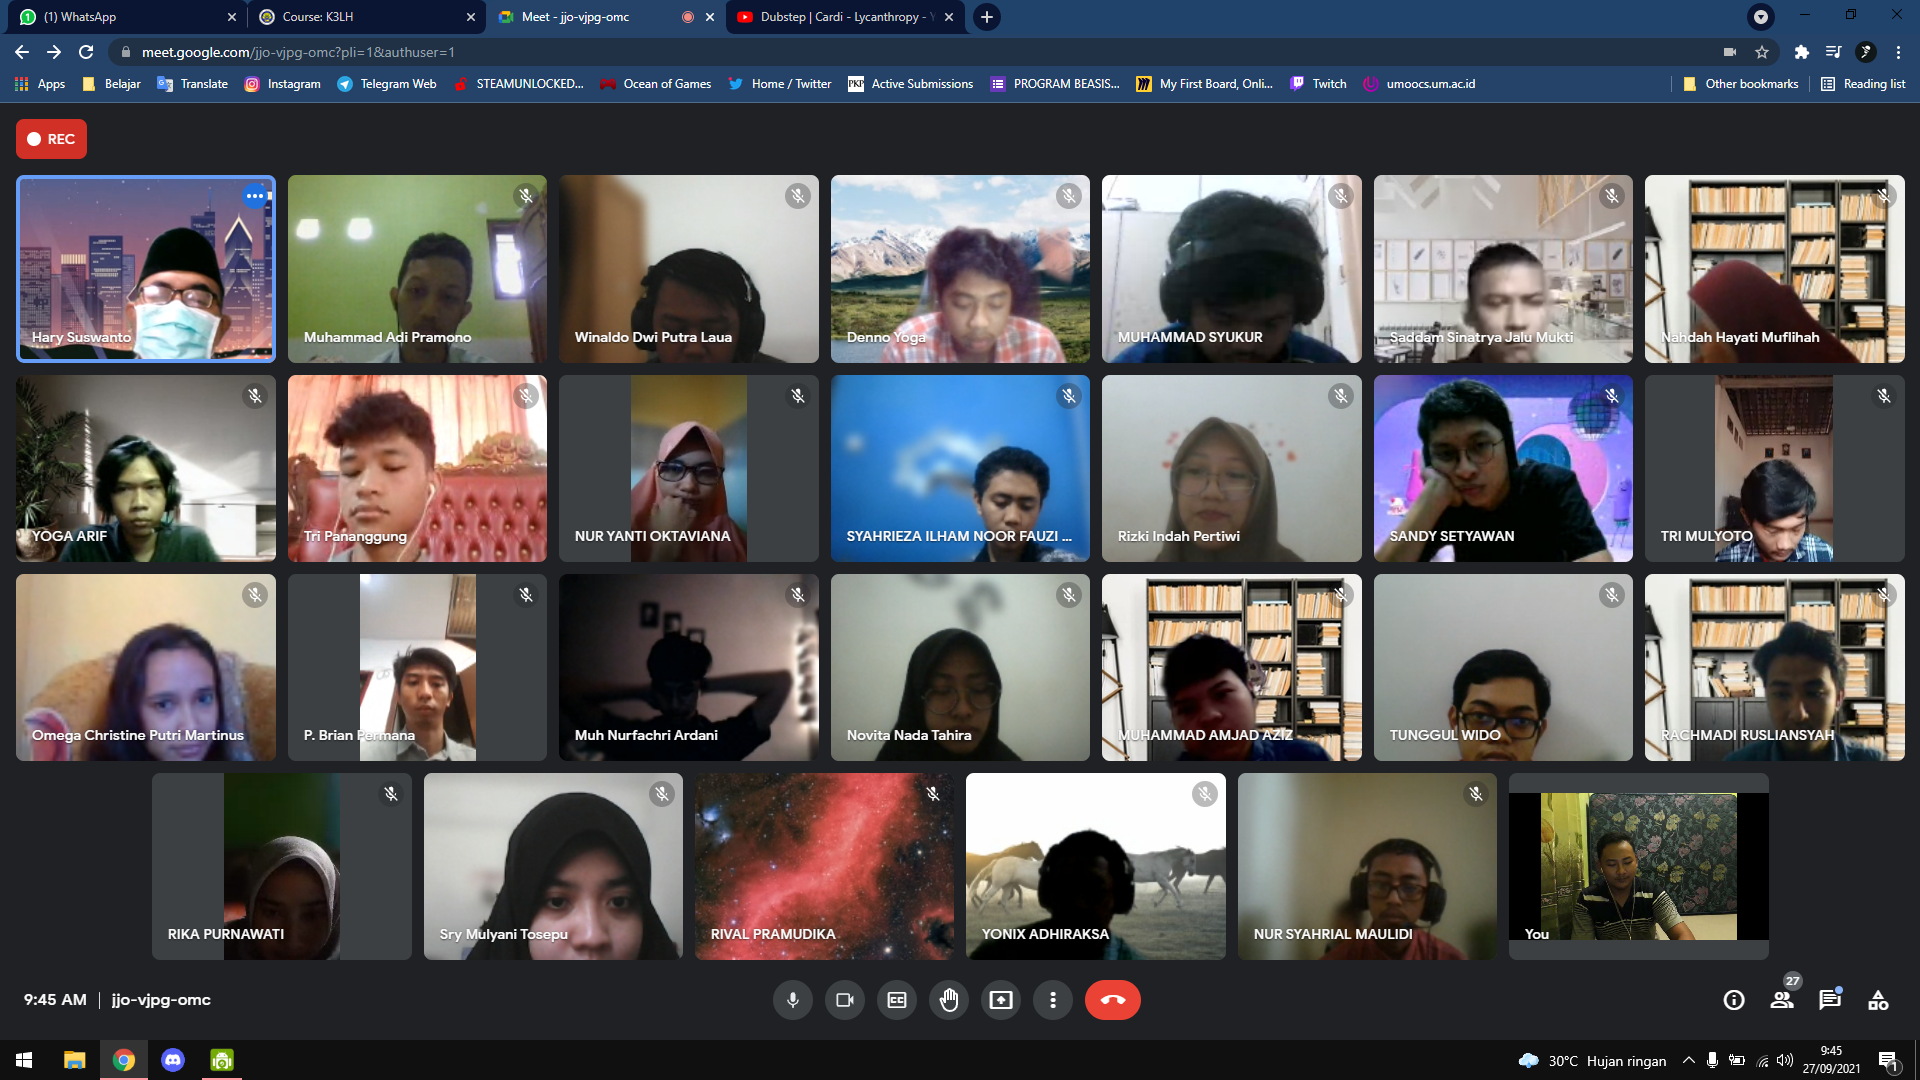 (1) WhatsApp
Course: K3LH
Meet - jjo-vjpg-omc
Dubstep | Cardi - Lycanthropy - Y
meet.google.com/jjo-vjpg-omc?pli=1&authuser=1
Apps
Belajar
Translate
Instagram
Telegram Web
STEAMUNLOCKED...
Ocean of Games
Home / Twitter
PKP
Active Submissions
PROGRAM BEASIS...
My First Board, Onli...
Twitch
umoocs.um.ac.id
Other bookmarks
Reading list
REC
Hary Suswanto
Muhammad Adi Pramono
Winaldo Dwi Putra Laua
Denno Yoga
MUHAMMAD SYUKUR
Saddam Sinatrya Jalu Mukti
Nahdah Hayati Muflihah
YOGA ARIF
Tri Pananggung
NUR YANTI OKTAVIANA
SYAHRIEZA ILHAM NOOR FAUZI ...
Rizki Indah Pertiwi
SANDY SETYAWAN
TRI MULYOTO
Omega Christine Putri Martinus
P. Brian Permana
Muh Nurfachri Ardani
Novita Nada Tahira
MUHAMMAD AMJAD AZIZ
TUNGGUL WIDO
RACHMADI RUSLIANSYAH
RIKA PURNAWATI
Sry Mulyani Tosepu
RIVAL PRAMUDIKA
YONIX ADHIRAKSA
NUR SYAHRIAL MAULIDI
You
9:45 AM | jjo-vjpg-omc
CC
27
30°C Hujan ringan
9:45
27/09/2021
1